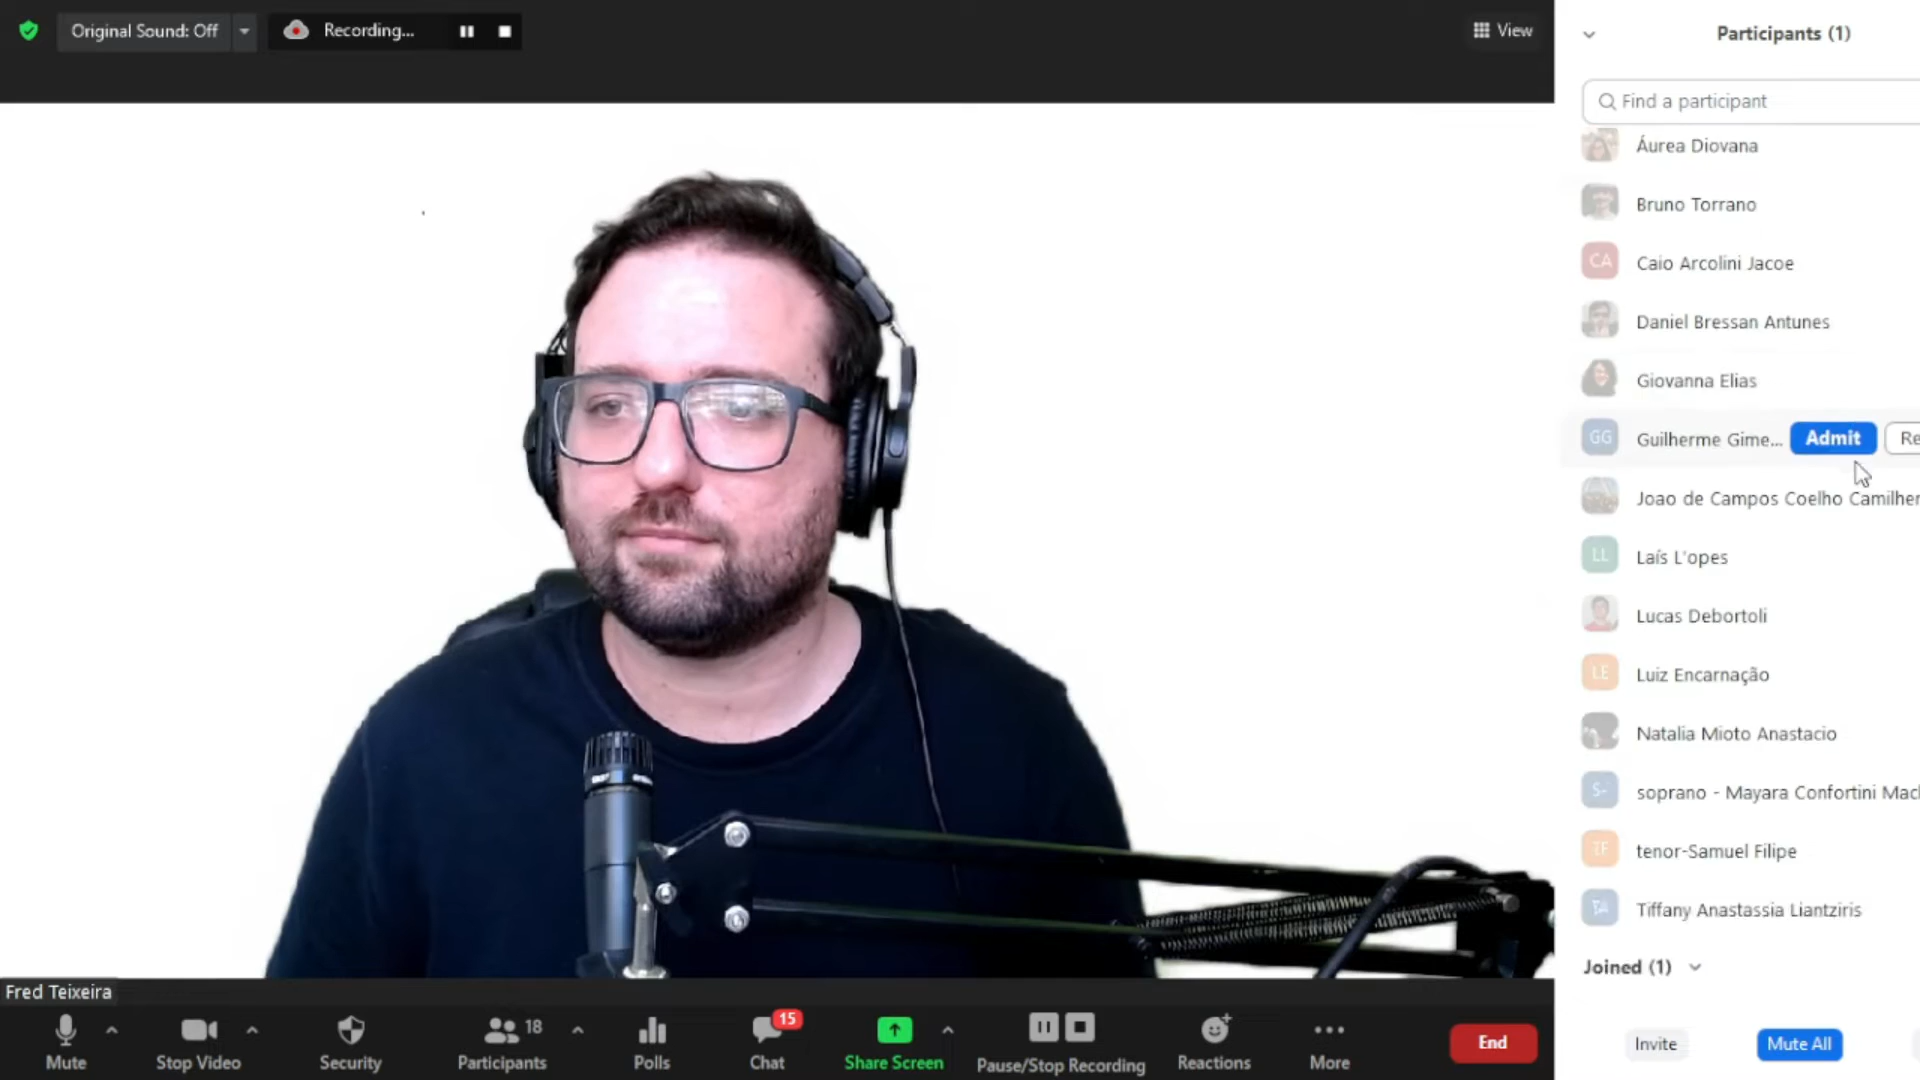 Original Sound: Off
Recording...
View
Participants (1)
Find a participant
Áurea Diovana
Bruno Torrano
CA Caio Arcolini Jacoe
Daniel Bressan Antunes
Giovanna Elias
GG Guilherme Gime... Admit Re
Joao de Campos Coelho Camilher
LL Laís L'opes
Lucas Debortoli
LE Luiz Encarnação
Natalia Mioto Anastacio
S- soprano - Mayara Confortini Macl
TF tenor-Samuel Filipe
TA Tiffany Anastassia Liantziris
Joined (1)
Fred Teixeira
18
15
Mute
Stop Video
Security
Participants
Polls
Chat
Share Screen
Pause/Stop Recording
Reactions
More
End
Invite
Mute All